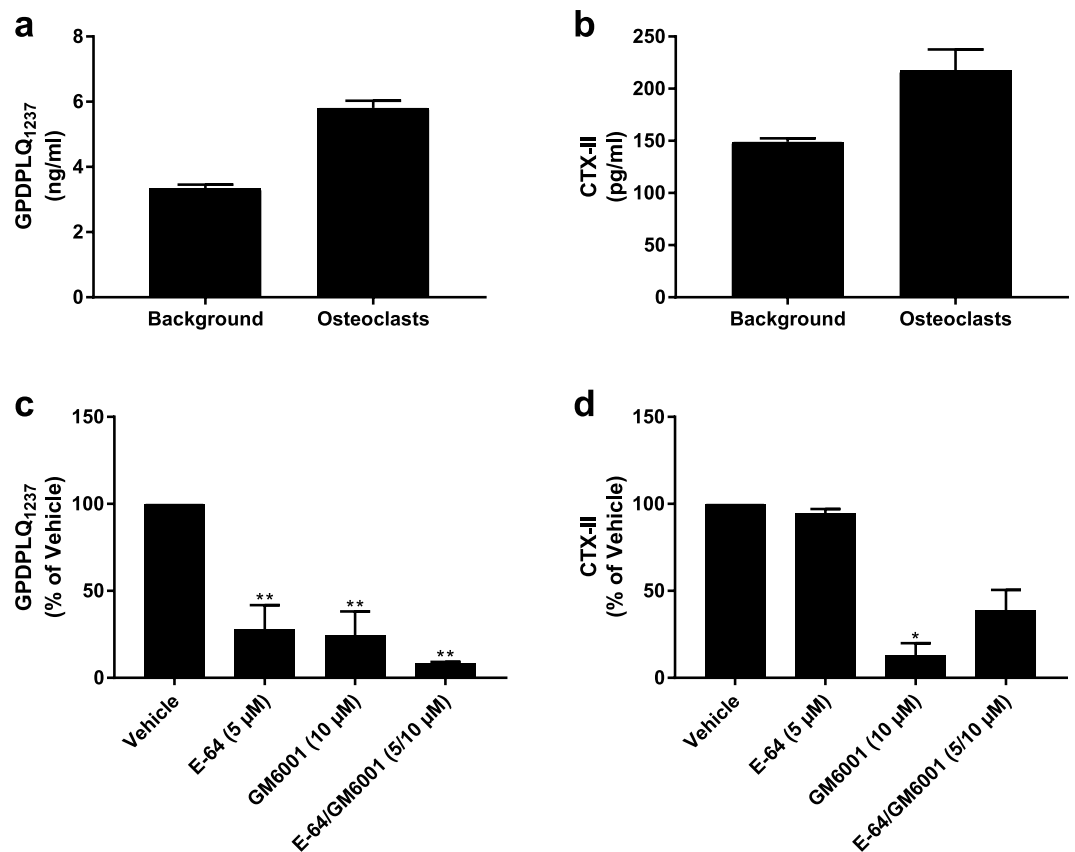 a
GPDPLQ1237
(ng/ml)
8
6
4
2
0
Background
Osteoclasts
b
CTX-II
(pg/ml)
250
200
150
100
50
0
Background
Osteoclasts
c
GPDPLQ1237
(% of Vehicle)
150
100
50
0
**
**
**
Vehicle
E-64 (5 µM)
GM6001 (10 µM)
E-64/GM6001 (5/10 µM)
d
CTX-II
(% of Vehicle)
150
100
50
0
*
Vehicle
E-64 (5 µM)
GM6001 (10 µM)
E-64/GM6001 (5/10 µM)